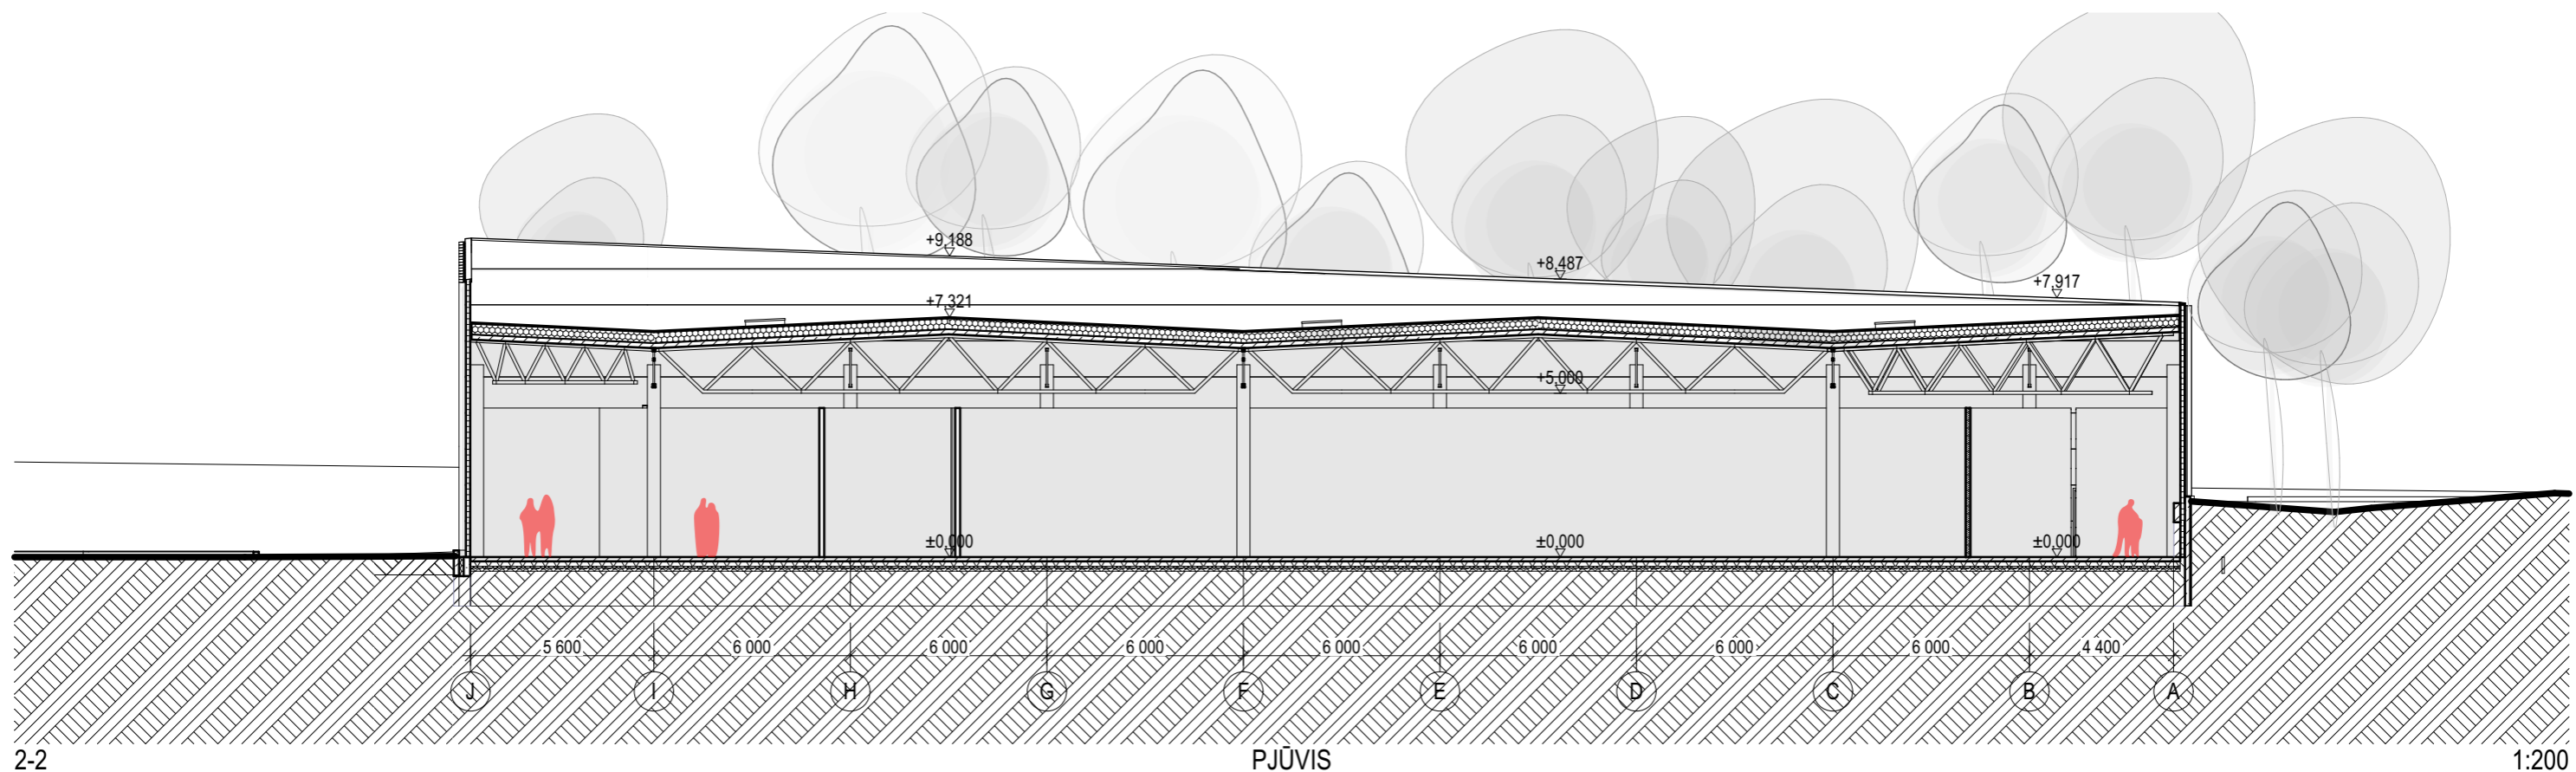 +9,188
+8,487
+7,917
+7,321
+5,000
±0,000 ±0,000 ±0,000
5 600 6 000 6 000 6 000 6 000 6 000 6 000 6 000 4 400
J I H G F E D C B A
2-2 PJŪVIS 1:200